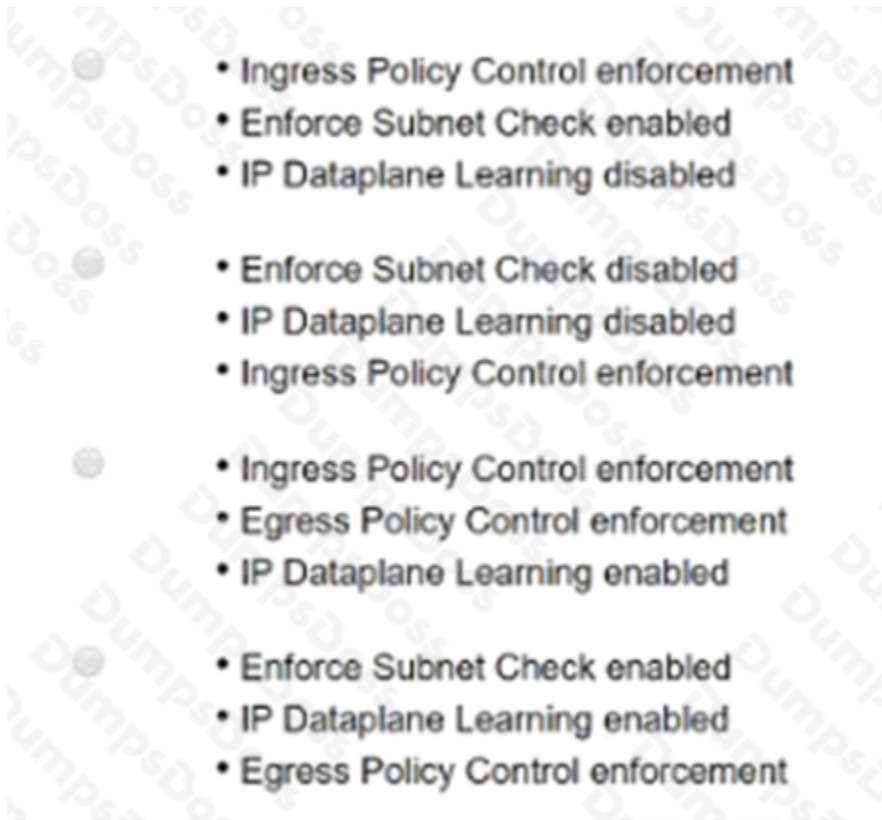 • Ingress Policy Control enforcement
• Enforce Subnet Check enabled
• IP Dataplane Learning disabled
• Enforce Subnet Check disabled
• IP Dataplane Learning disabled
• Ingress Policy Control enforcement
• Ingress Policy Control enforcement
• Egress Policy Control enforcement
• IP Dataplane Learning enabled
• Enforce Subnet Check enabled
• IP Dataplane Learning enabled
• Egress Policy Control enforcement
DumpsDoss